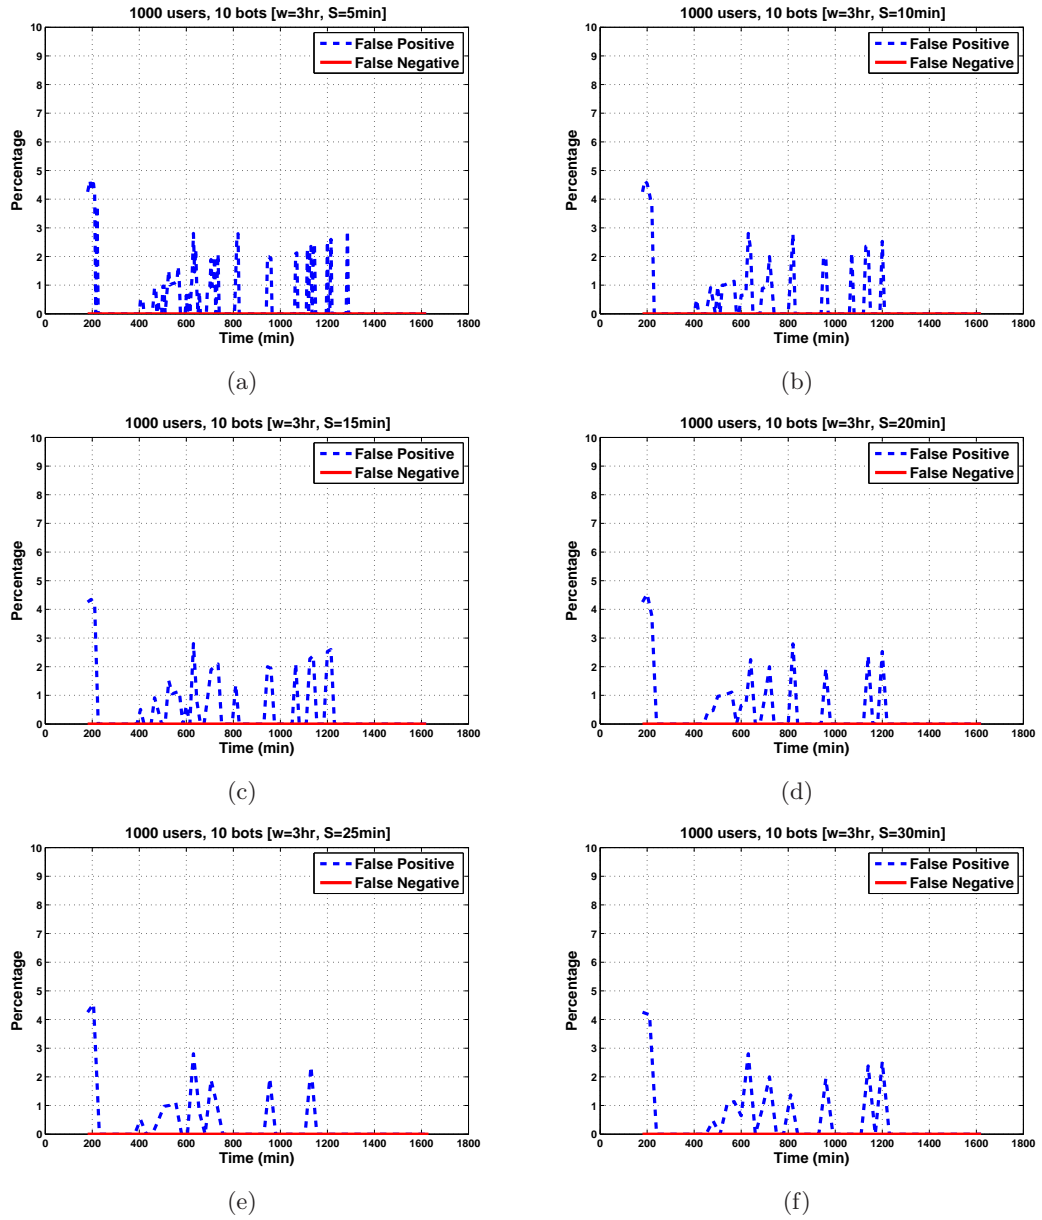 1000 users, 10 bots [w=3hr, S=5min]
10
9
8
7
6
5
4
3
2
1
0
Percentage
False Positive
False Negative
0 200 400 600 800 1000 1200 1400 1600 1800
Time (min)
(a)
1000 users, 10 bots [w=3hr, S=10min]
10
9
8
7
6
5
4
3
2
1
0
Percentage
False Positive
False Negative
0 200 400 600 800 1000 1200 1400 1600 1800
Time (min)
(b)
1000 users, 10 bots [w=3hr, S=15min]
10
9
8
7
6
5
4
3
2
1
0
Percentage
False Positive
False Negative
0 200 400 600 800 1000 1200 1400 1600 1800
Time (min)
(c)
1000 users, 10 bots [w=3hr, S=20min]
10
9
8
7
6
5
4
3
2
1
0
Percentage
False Positive
False Negative
0 200 400 600 800 1000 1200 1400 1600 1800
Time (min)
(d)
1000 users, 10 bots [w=3hr, S=25min]
10
9
8
7
6
5
4
3
2
1
0
Percentage
False Positive
False Negative
0 200 400 600 800 1000 1200 1400 1600 1800
Time (min)
(e)
1000 users, 10 bots [w=3hr, S=30min]
10
9
8
7
6
5
4
3
2
1
0
Percentage
False Positive
False Negative
0 200 400 600 800 1000 1200 1400 1600 1800
Time (min)
(f)